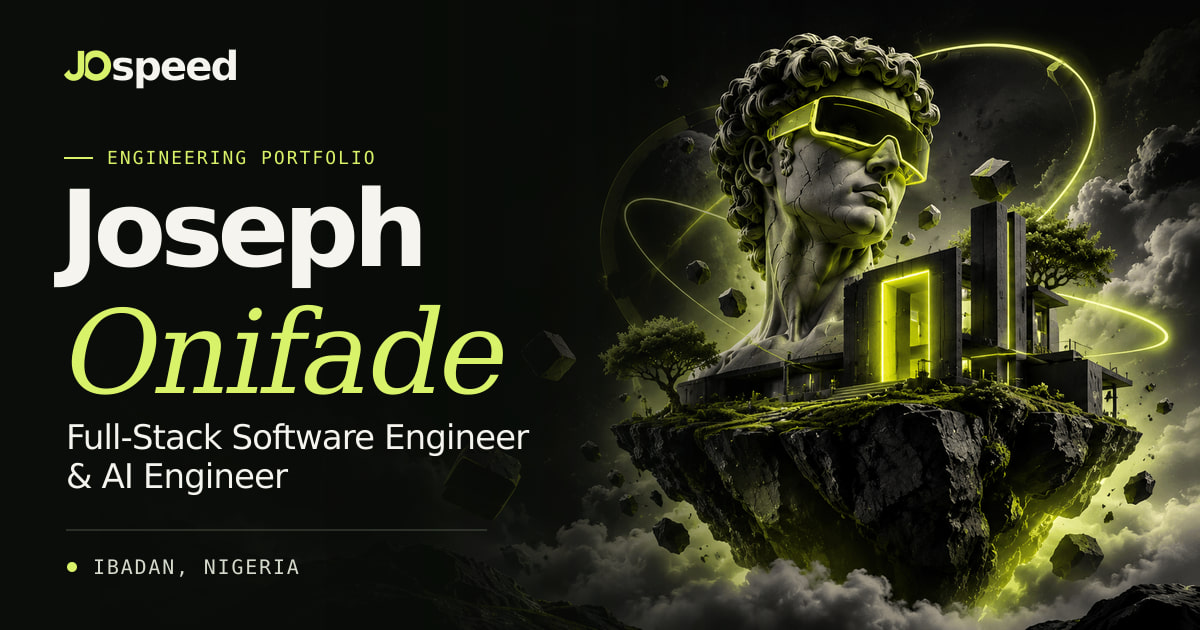 JOspeed
ENGINEERING PORTFOLIO
Joseph
Onifade
Full-Stack Software Engineer
& AI Engineer
IBADAN, NIGERIA